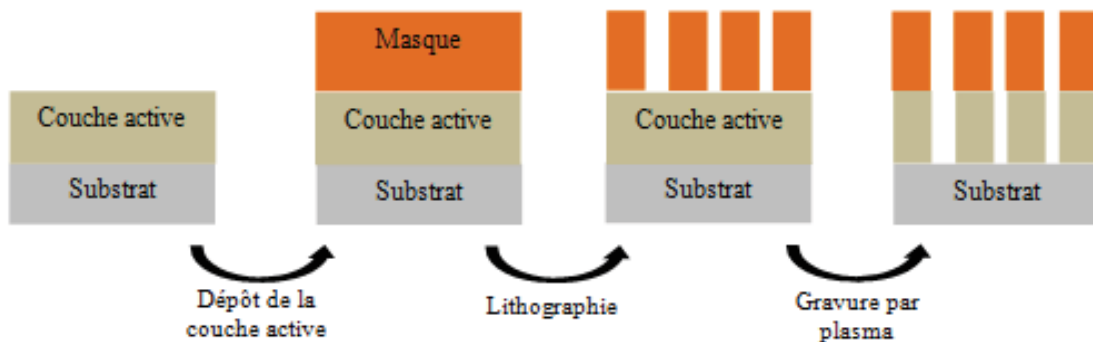 Masque
Couche active
Couche active
Couche active
Substrat
Substrat
Substrat
Substrat
Dépôt de la
couche active
Lithographie
Gravure par
plasma